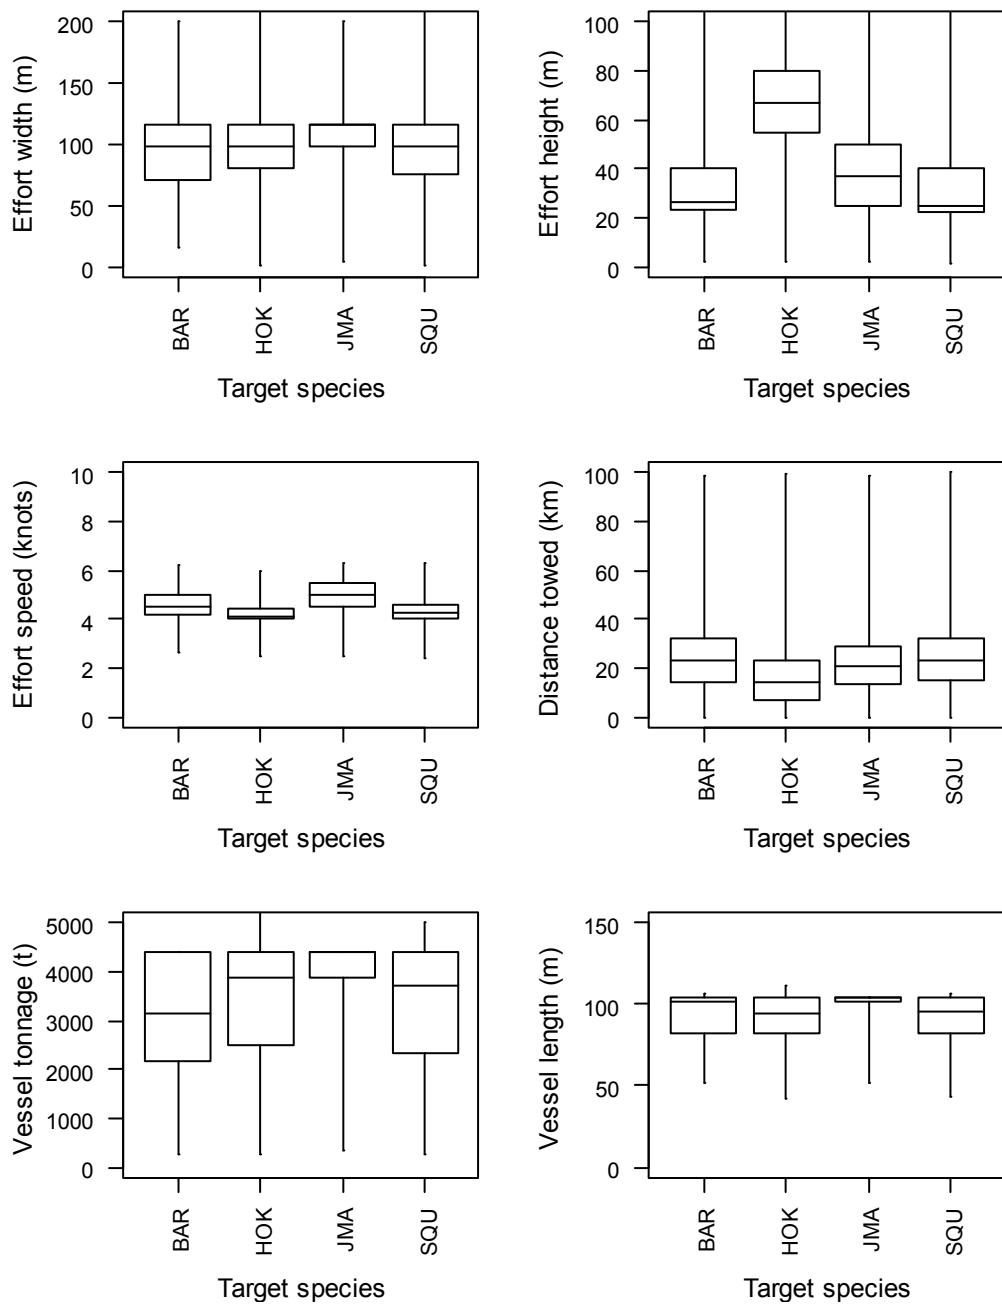 Effort width (m)
200
150
100
50
0
BAR
HOK
JMA
SQU
Target species
Effort height (m)
100
80
60
40
20
0
BAR
HOK
JMA
SQU
Target species
Effort speed (knots)
10
8
6
4
2
0
BAR
HOK
JMA
SQU
Target species
Distance towed (km)
100
80
60
40
20
0
BAR
HOK
JMA
SQU
Target species
Vessel tonnage (t)
5000
4000
3000
2000
1000
0
BAR
HOK
JMA
SQU
Target species
Vessel length (m)
150
100
50
0
BAR
HOK
JMA
SQU
Target species